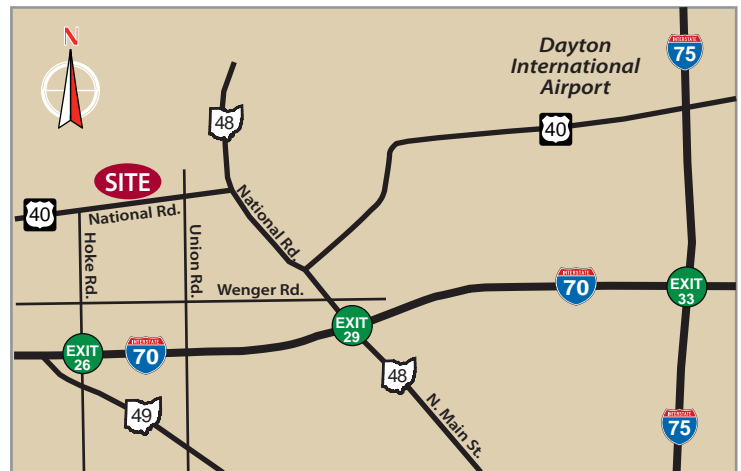 N
Dayton
International
Airport
INTERSTATE
75
48
40
SITE
40
National Rd.
National Rd.
Hoke Rd.
Union Rd.
Wenger Rd.
INTERSTATE
70
EXIT
33
EXIT
29
EXIT
26
INTERSTATE
70
48
49
N. Main St.
INTERSTATE
75